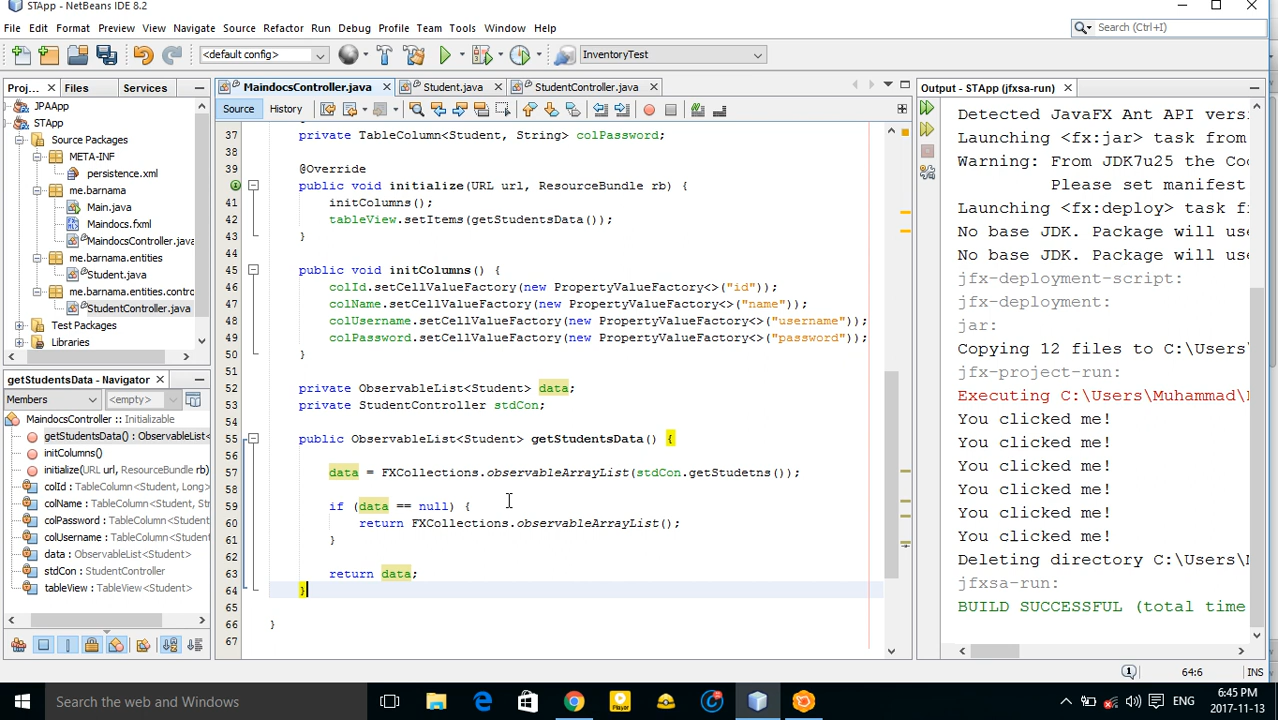 STApp - NetBeans IDE 8.2
File Edit Format Preview View Navigate Source Refactor Run Debug Profile Team Tools Window Help
Search (Ctrl+I)
<default config>
InventoryTest
Proj... Files Services
JPAApp
STApp
Source Packages
META-INF
persistence.xml
me.barnama
Main.java
Maindocs.fxml
MaindocsController.java
me.barnama.entities
Student.java
me.barnama.entities.contro
StudentController.java
Test Packages
Libraries
getStudentsData - Navigator
Members <empty>
MaindocsController :: Initializable
getStudentsData() : ObservableList<
initColumns()
initialize(URL url, ResourceBundle rb)
colId : TableColumn<Student, Long>
colName : TableColumn<Student, String>
colPassword : TableColumn<Student, String>
colUsername : TableColumn<Student,
data : ObservableList<Student>
stdCon : StudentController
tableView : TableView<Student>
MaindocsController.java Student.java StudentController.java
Source History
37 private TableColumn<Student, String> colPassword;
38
39 @Override
public void initialize(URL url, ResourceBundle rb) {
41 initColumns();
42 tableView.setItems(getStudentsData());
43 }
44
45 public void initColumns() {
46 colId.setCellValueFactory(new PropertyValueFactory<>("id"));
47 colName.setCellValueFactory(new PropertyValueFactory<>("name"));
48 colUsername.setCellValueFactory(new PropertyValueFactory<>("username"));
49 colPassword.setCellValueFactory(new PropertyValueFactory<>("password"));
50 }
51
52 private ObservableList<Student> data;
53 private StudentController stdCon;
54
55 public ObservableList<Student> getStudentsData() {
56
57 data = FXCollections.observableArrayList(stdCon.getStudetns());
58
59 if (data == null) {
60 return FXCollections.observableArrayList();
61 }
62
63 return data;
64 }
65
66 }
67
Output - STApp (jfxsa-run)
Detected JavaFX Ant API versi
Launching <fx:jar> task from
Warning: From JDK7u25 the Co
Please set manifest
Launching <fx:deploy> task f
No base JDK. Package will us
No base JDK. Package will us
jfx-deployment-script:
jfx-deployment:
jar:
Copying 12 files to C:\Users
jfx-project-run:
Executing C:\Users\Muhammad\
You clicked me!
You clicked me!
You clicked me!
You clicked me!
You clicked me!
You clicked me!
Deleting directory C:\Users\M
jfxsa-run:
BUILD SUCCESSFUL (total time
1 64:6 INS
Search the web and Windows
Player
ENG
6:45 PM
2017-11-13